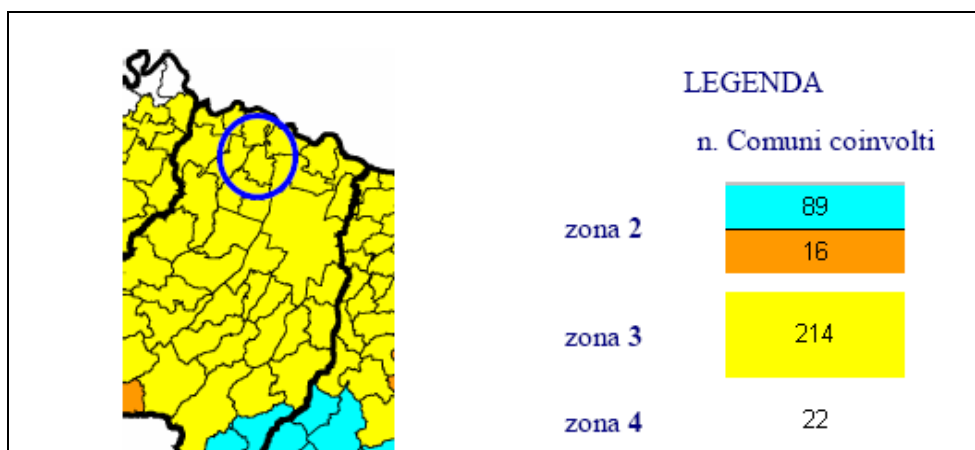 LEGENDA
n. Comuni coinvolti
zona 2
89
16
zona 3
214
zona 4
22